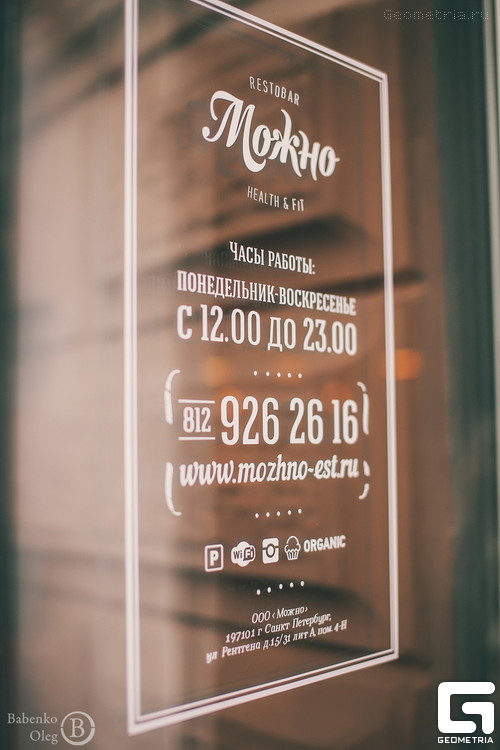 Geometria.ru
RESTOBAR
Можно
HEALTH & FIT
ЧАСЫ РАБОТЫ:
ПОНЕДЕЛЬНИК-ВОСКРЕСЕНЬЕ
С 12.00 ДО 23.00
812 926 26 16
www.mozhno-est.ru
P WiFi ORGANIC
ООО «Можно»
197101 г Санкт Петербург,
ул Рентгена д.15/31 лит А, пом. 4-Н
Babenko
Oleg B
GEOMETRIA